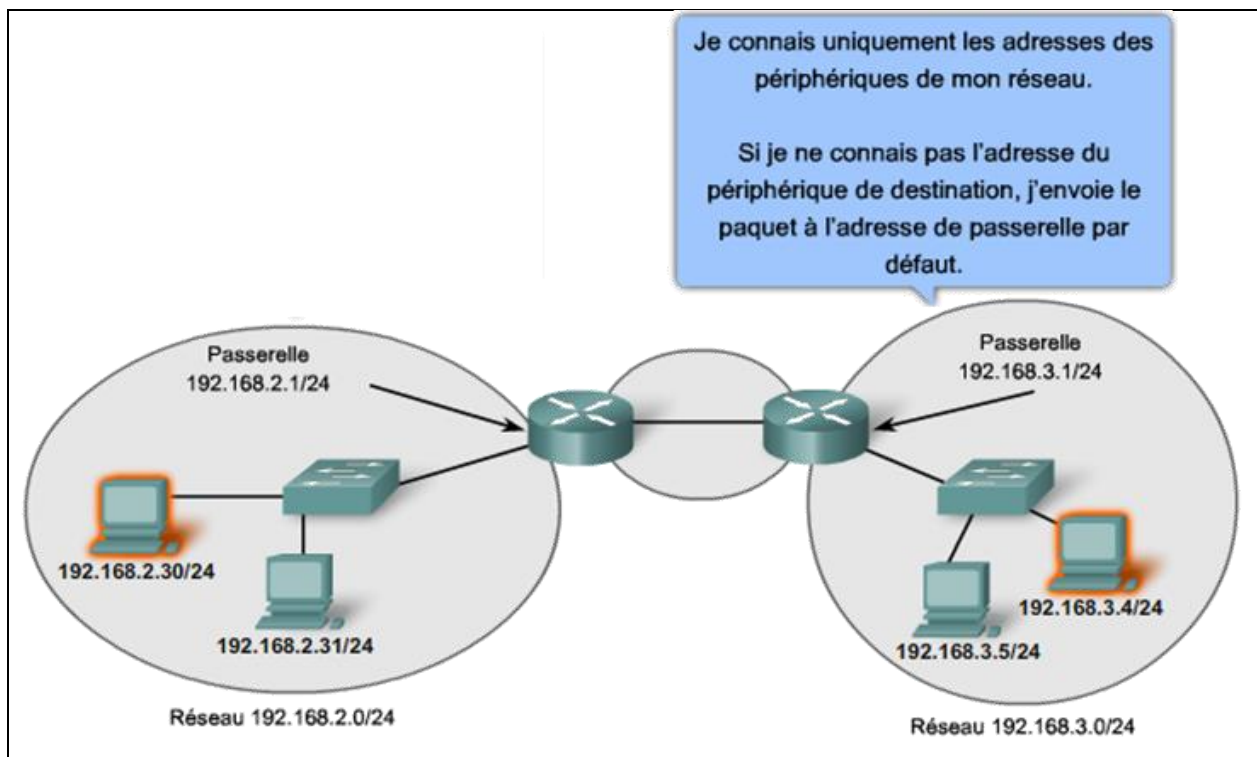 Je connais uniquement les adresses des
périphériques de mon réseau.
Si je ne connais pas l'adresse du
périphérique de destination, j'envoie le
paquet à l'adresse de passerelle par
défaut.
Passerelle
192.168.2.1/24
Passerelle
192.168.3.1/24
192.168.2.30/24
192.168.2.31/24
192.168.3.4/24
192.168.3.5/24
Réseau 192.168.2.0/24
Réseau 192.168.3.0/24